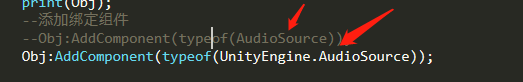 print(Obj);
--添加绑定组件
--Obj:AddComponent(typeof(AudioSource))
Obj:AddComponent(typeof(UnityEngine.AudioSource));